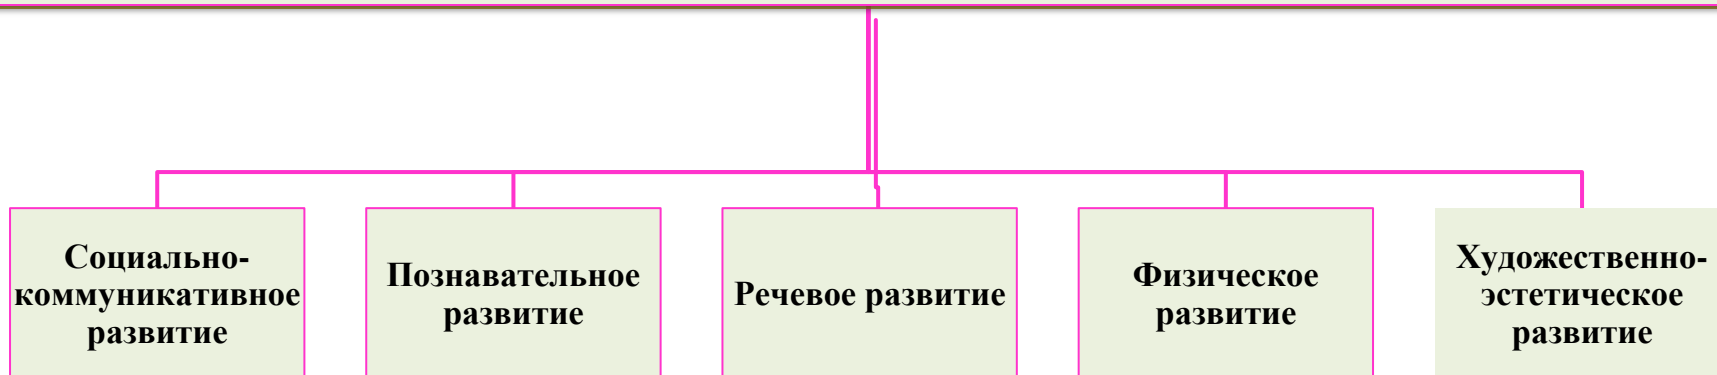 Социально-
коммуникативное
развитие
Познавательное
развитие
Речевое развитие
Физическое
развитие
Художественно-
эстетическое
развитие